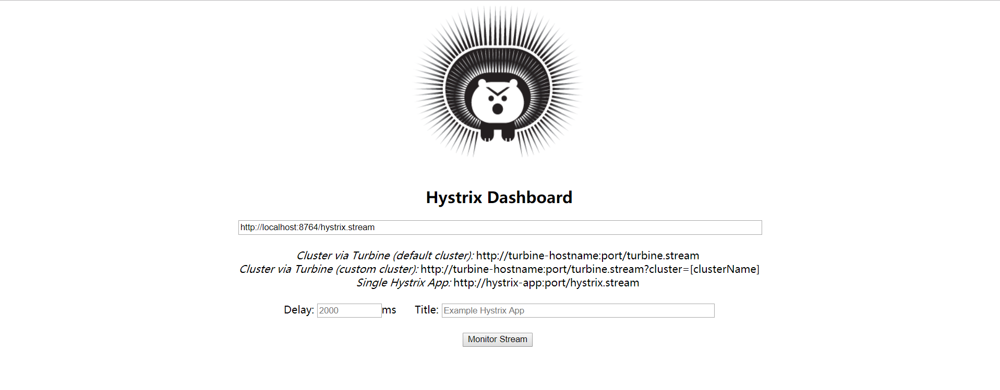 Hystrix Dashboard
http://localhost:8764/hystrix.stream
Cluster via Turbine (default cluster): http://turbine-hostname:port/turbine.stream
Cluster via Turbine (custom cluster): http://turbine-hostname:port/turbine.stream?cluster=[clusterName]
Single Hystrix App: http://hystrix-app:port/hystrix.stream
Delay: 2000 ms Title: Example Hystrix App
Monitor Stream